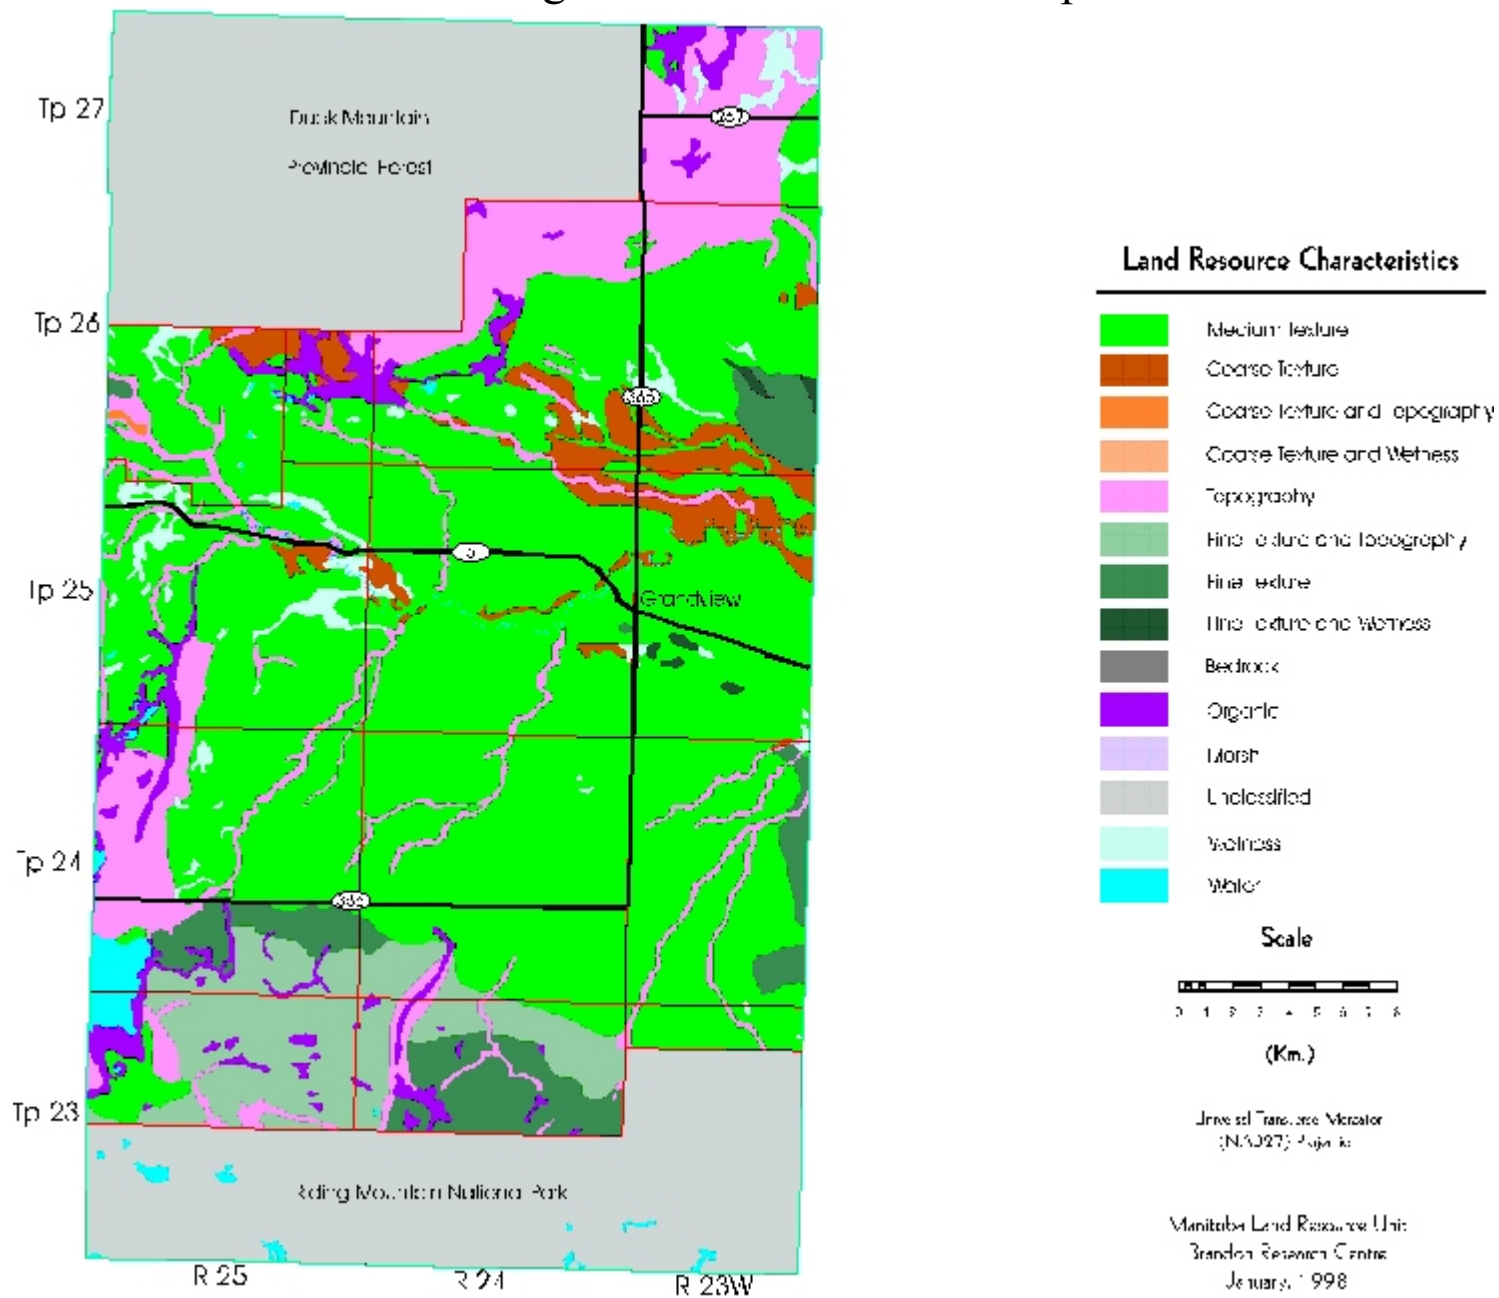 Tp 27
267
Duck Mountain
Provincial Forest
Tp 26
5
Tp 25
Grandview
Tp 24
Tp 23
Riding Mountain National Park
R 25
R 24
R 23W
Land Resource Characteristics
Medium Texture
Coarse Texture
Coarse Texture and Topography
Coarse Texture and Wetness
Topography
Fine Texture and Topography
Fine Texture
Fine Texture and Wetness
Bedrock
Organic
Marsh
Unclassified
Wetness
Water
Scale
0 1 2 3 4 5 6 7 8
(Km.)
Universal Transverse Mercator
(NAD27) Projection
Manitoba Land Resource Unit
Brandon Research Centre
January, 1998